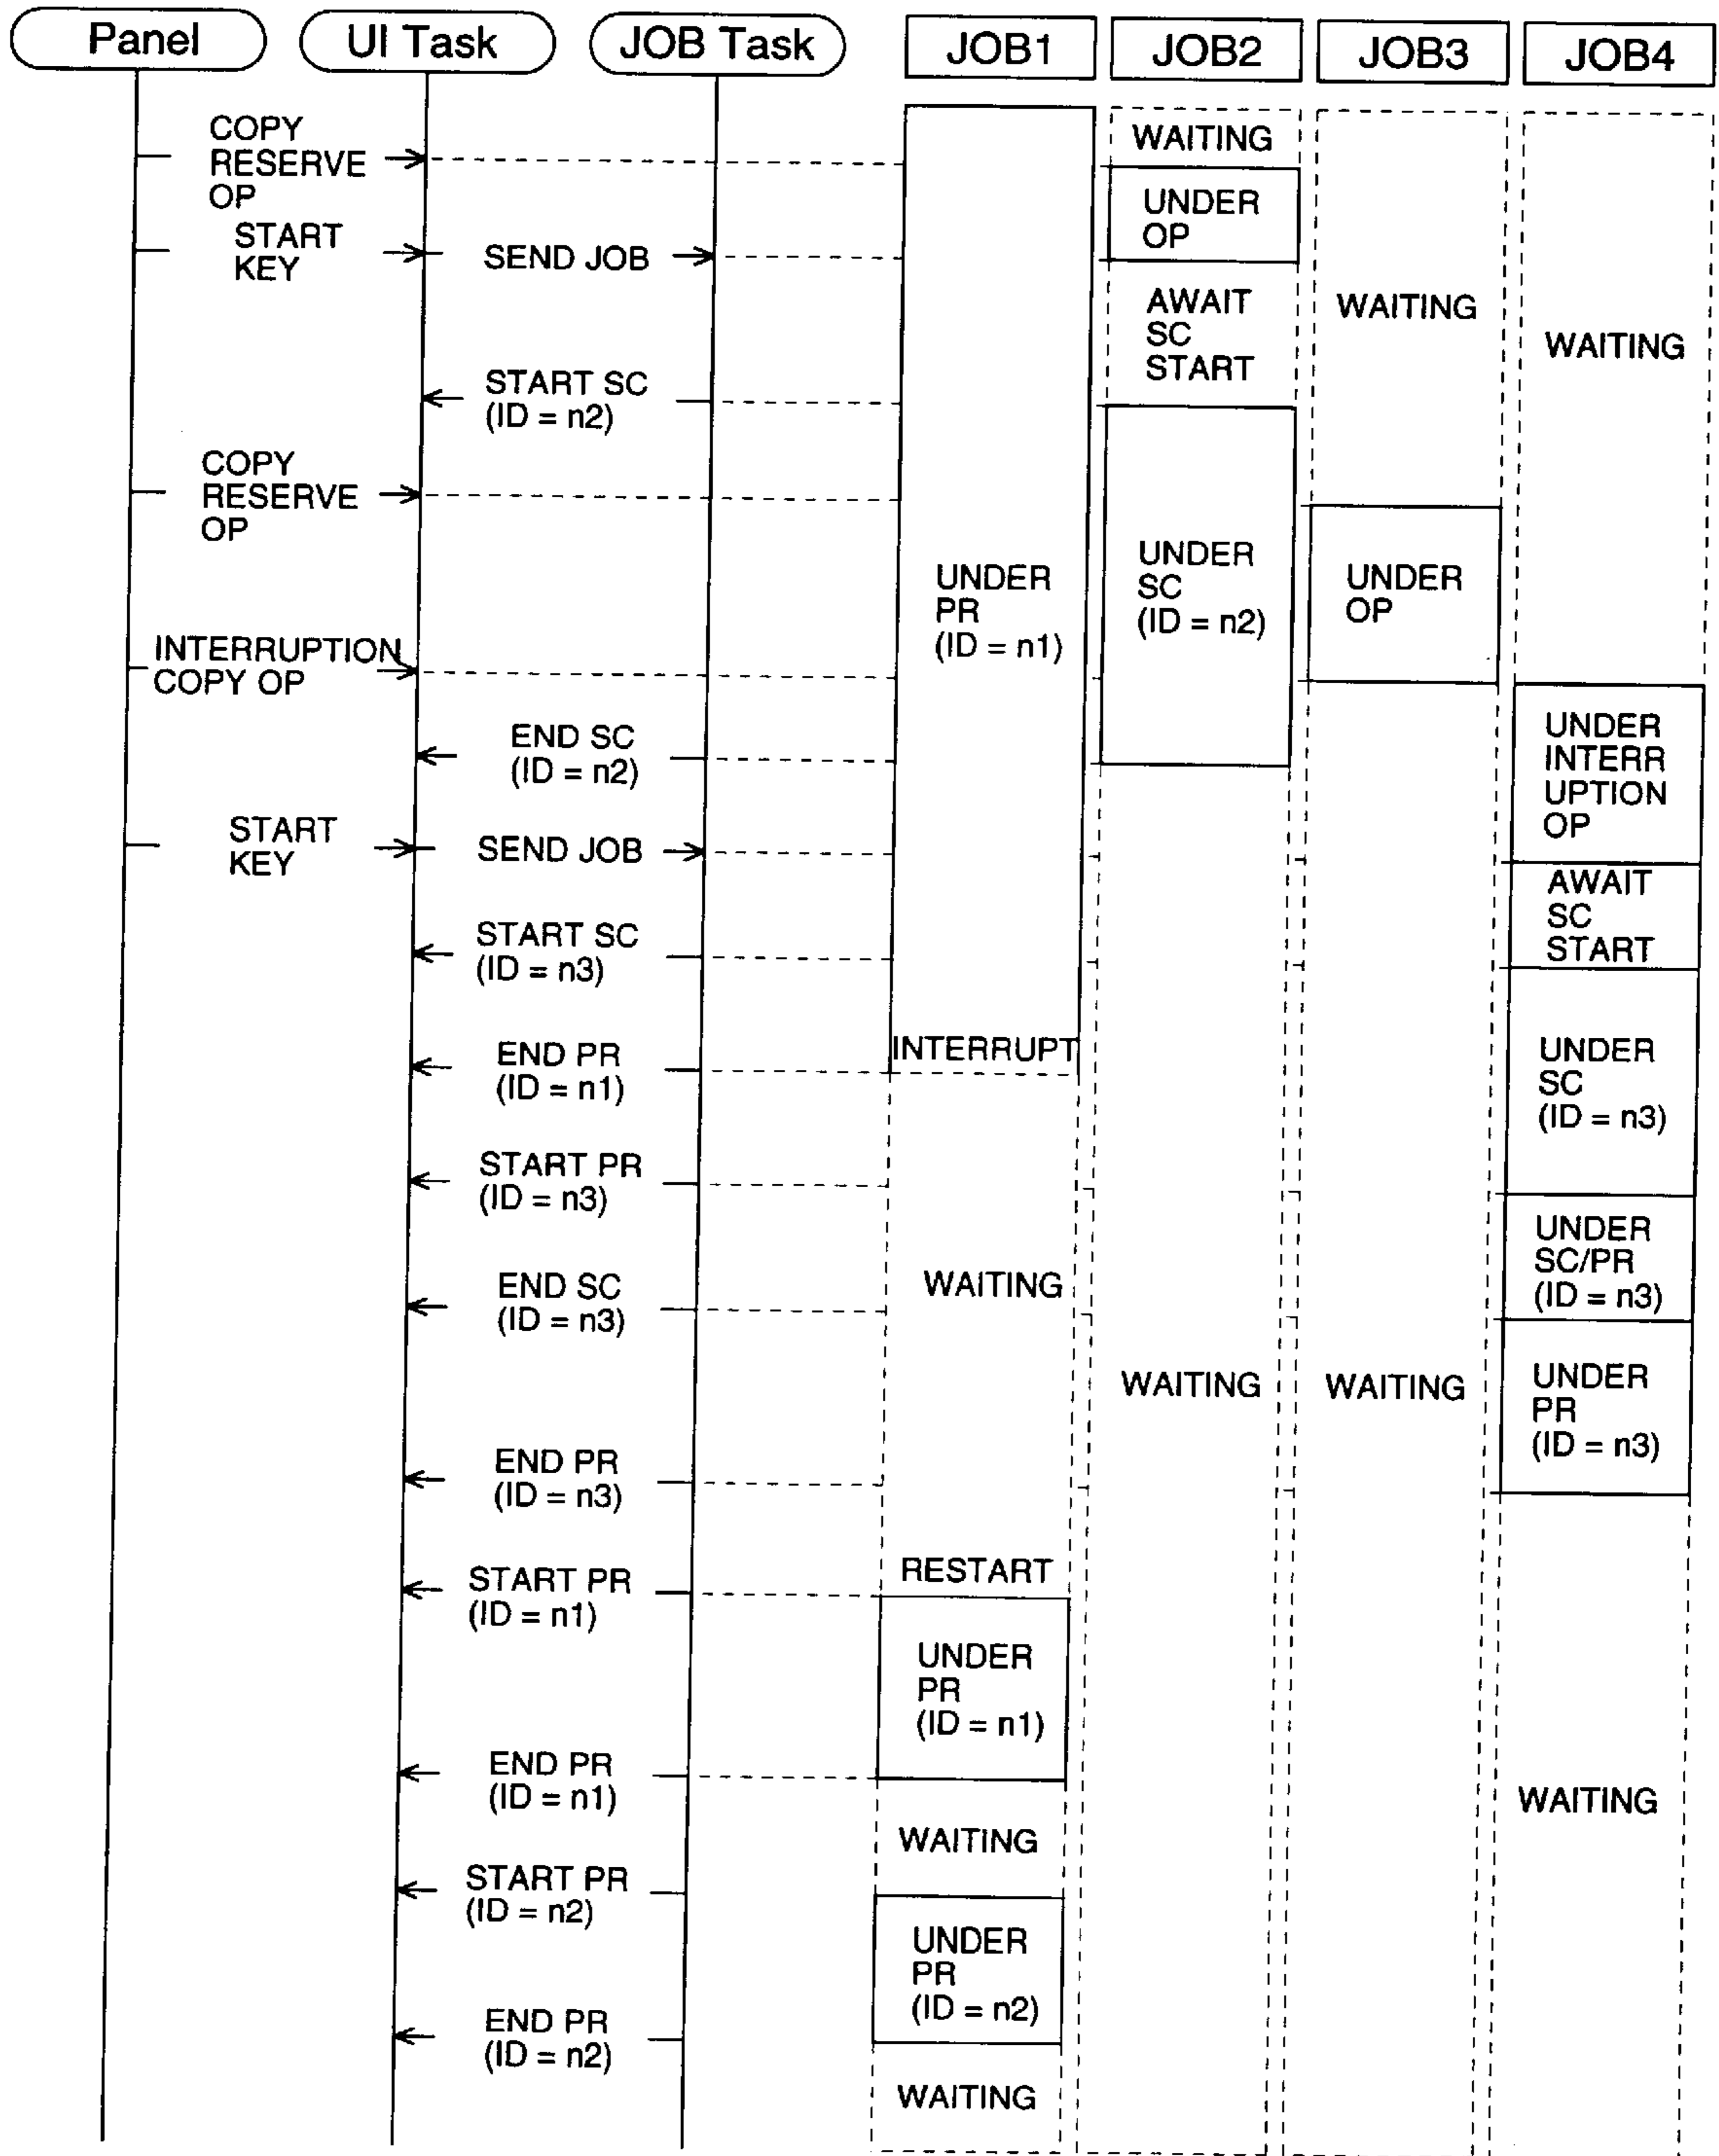 Panel
UI Task
JOB Task
JOB1
JOB2
JOB3
JOB4
COPY
RESERVE
OP
WAITING
UNDER
OP
START
KEY
SEND JOB
AWAIT
SC
START
WAITING
WAITING
START SC
(ID = n2)
COPY
RESERVE
OP
UNDER
PR
(ID = n1)
UNDER
SC
(ID = n2)
UNDER
OP
INTERRUPTION
COPY OP
END SC
(ID = n2)
UNDER
INTERR
UPTION
OP
START
KEY
SEND JOB
AWAIT
SC
START
START SC
(ID = n3)
INTERRUPT
END PR
(ID = n1)
UNDER
SC
(ID = n3)
START PR
(ID = n3)
UNDER
SC/PR
(ID = n3)
WAITING
END SC
(ID = n3)
WAITING
WAITING
UNDER
PR
(ID = n3)
END PR
(ID = n3)
RESTART
START PR
(ID = n1)
UNDER
PR
(ID = n1)
END PR
(ID = n1)
WAITING
WAITING
START PR
(ID = n2)
UNDER
PR
(ID = n2)
END PR
(ID = n2)
WAITING